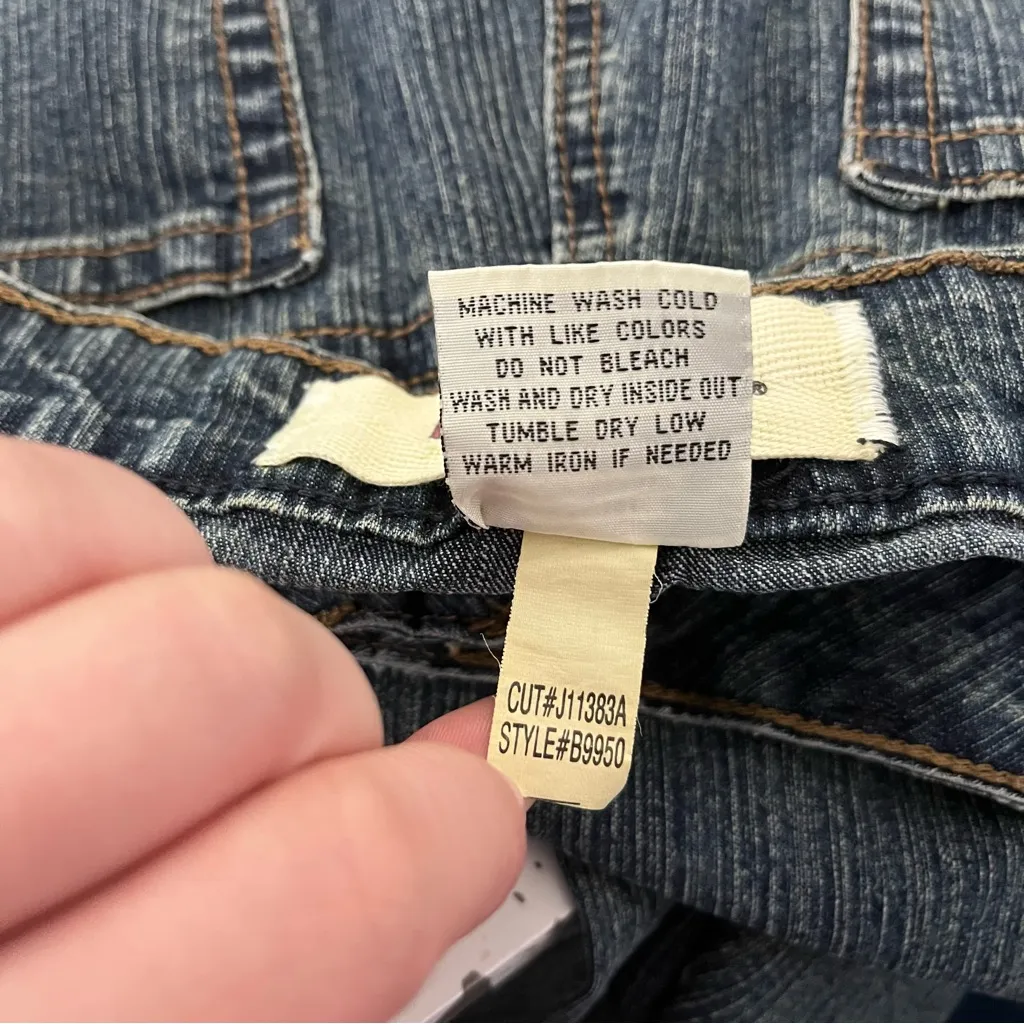 MACHINE WASH COLD
WITH LIKE COLORS
DO NOT BLEACH
WASH AND DRY INSIDE OUT
TUMBLE DRY LOW
WARM IRON IF NEEDED
CUT#J11383A
STYLE#B9950